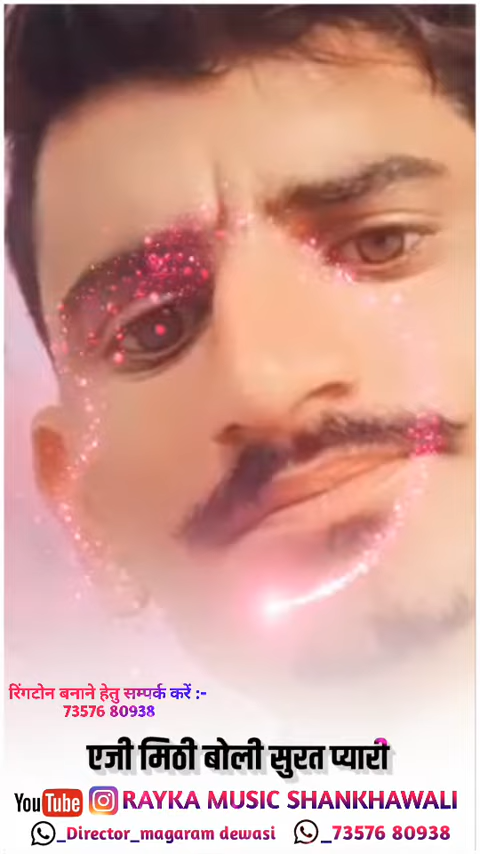 रिंगटोन बनाने हेतु सम्पर्क करें :-
73576 80938
एजी मिठी बोली सुरत प्यारी
YouTube RAYKA MUSIC SHANKHAWALI
_Director_magaram dewasi _73576 80938